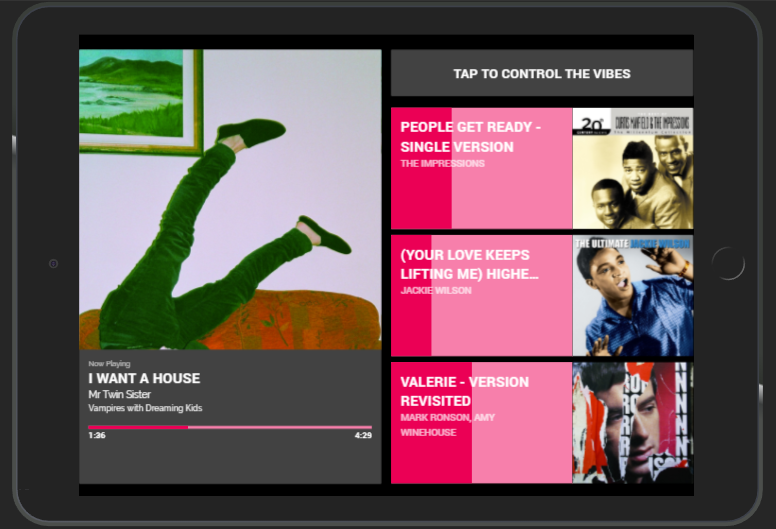 Now Playing
I WANT A HOUSE
Mr Twin Sister
Vampires with Dreaming Kids
1:36
4:29
TAP TO CONTROL THE VIBES
PEOPLE GET READY -
SINGLE VERSION
THE IMPRESSIONS
20th
CURTIS MAYFIELD & THE IMPRESSIONS
(YOUR LOVE KEEPS
LIFTING ME) HIGHE...
JACKIE WILSON
THE ULTIMATE JACKIE WILSON
VALERIE - VERSION
REVISITED
MARK RONSON, AMY
WINEHOUSE